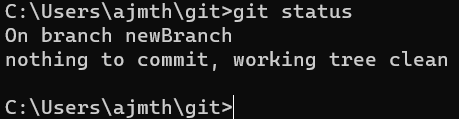 C:\Users\ajmth\git>git status
On branch newBranch
nothing to commit, working tree clean
C:\Users\ajmth\git>